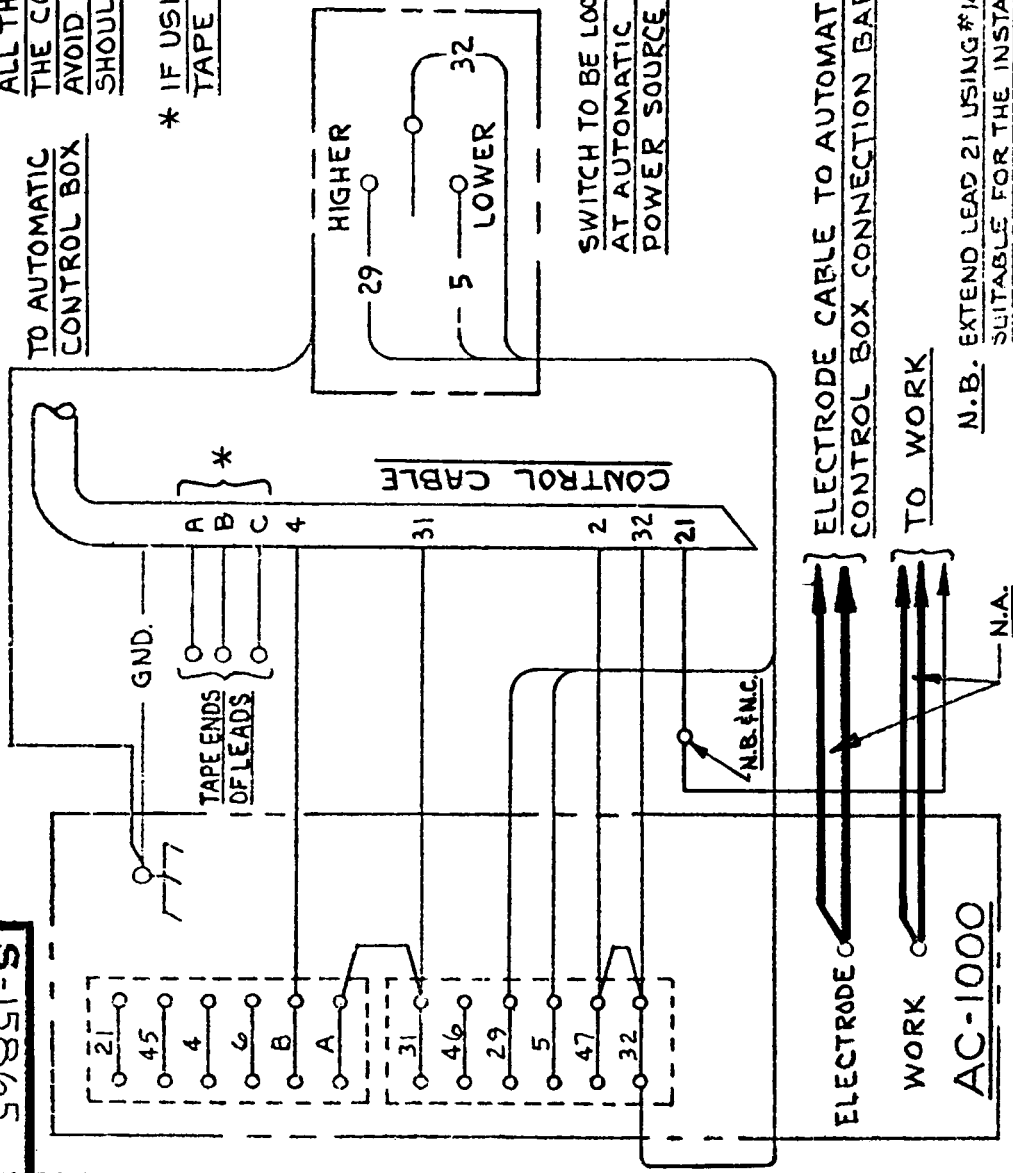 ALL TH
THE CO
AVOID
SHOUL
* IF USI
TAPE
TO AUTOMATIC
CONTROL BOX
HIGHER
29
32
5
LOWER
SWITCH TO BE LOC
AT AUTOMATIC
POWER SOURCE
CONTROL CABLE
*
GND.
A
B
C
4
31
2
32
21
TAPE ENDS
OF LEADS
N.B. & N.C.
ELECTRODE CABLE TO AUTOMAT
CONTROL BOX CONNECTION BAR
TO WORK
N.A.
N.B. EXTEND LEAD 21 USING #14
SUITABLE FOR THE INSTA
21
45
4
6
B
A
31
46
29
5
47
32
ELECTRODE
WORK
AC-1000
S-15865